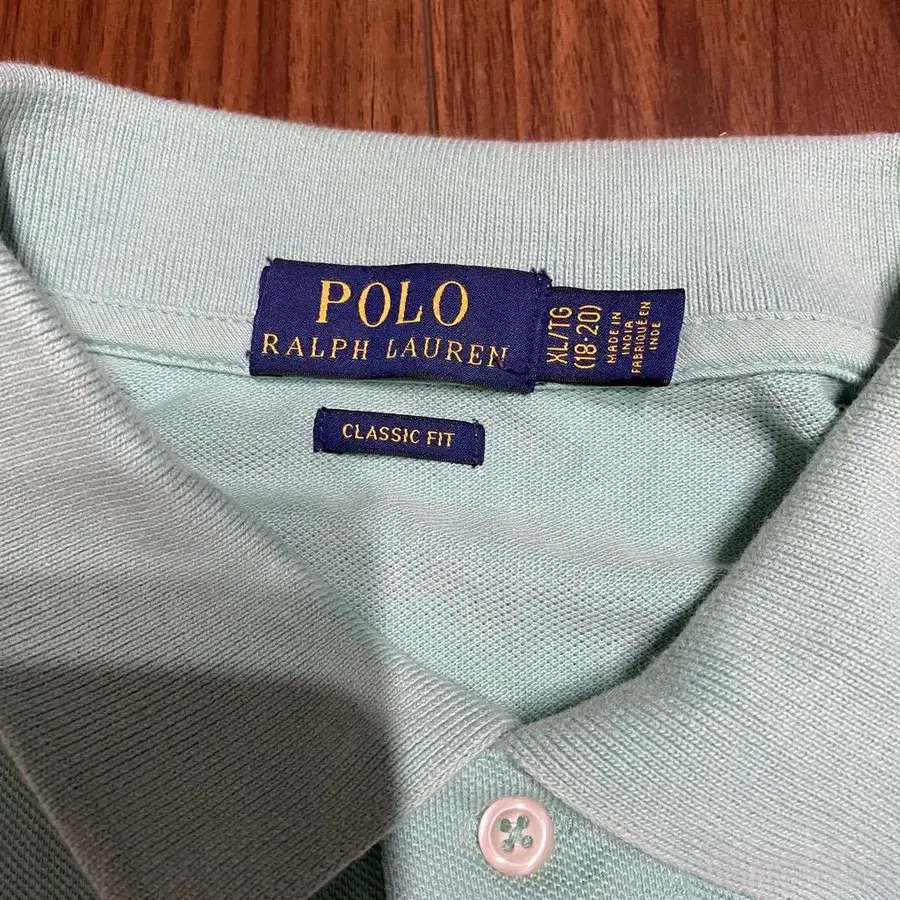 POLO
RALPH LAUREN
XL/TG
(18-20)
MADE IN
INDIA
FABRIQUÉ EN
INDE
CLASSIC FIT